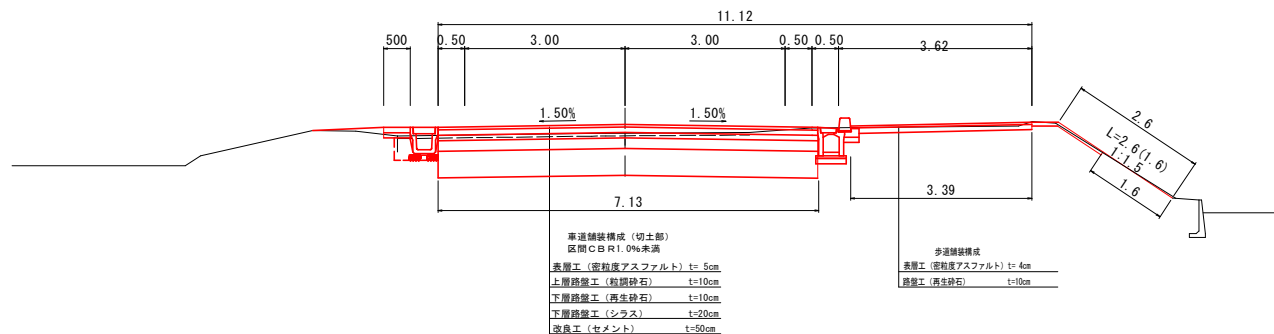 11.12
500 0.50 3.00 3.00 0.50 0.50 3.62
1.50% 1.50%
2.6
L=2.6(1.6)
1:1.5
1.6
3.39
7.13
車道舗装構成（切土部）
区間ＣＢＲ1.0%未満
表層工（密粒度アスファルト）t= 5cm
上層路盤工（粒調砕石） t=10cm
下層路盤工（再生砕石） t=10cm
下層路盤工（シラス） t=20cm
改良工（セメント） t=50cm
歩道舗装構成
表層工（密粒度アスファルト）t= 4cm
路盤工（再生砕石） t=10cm